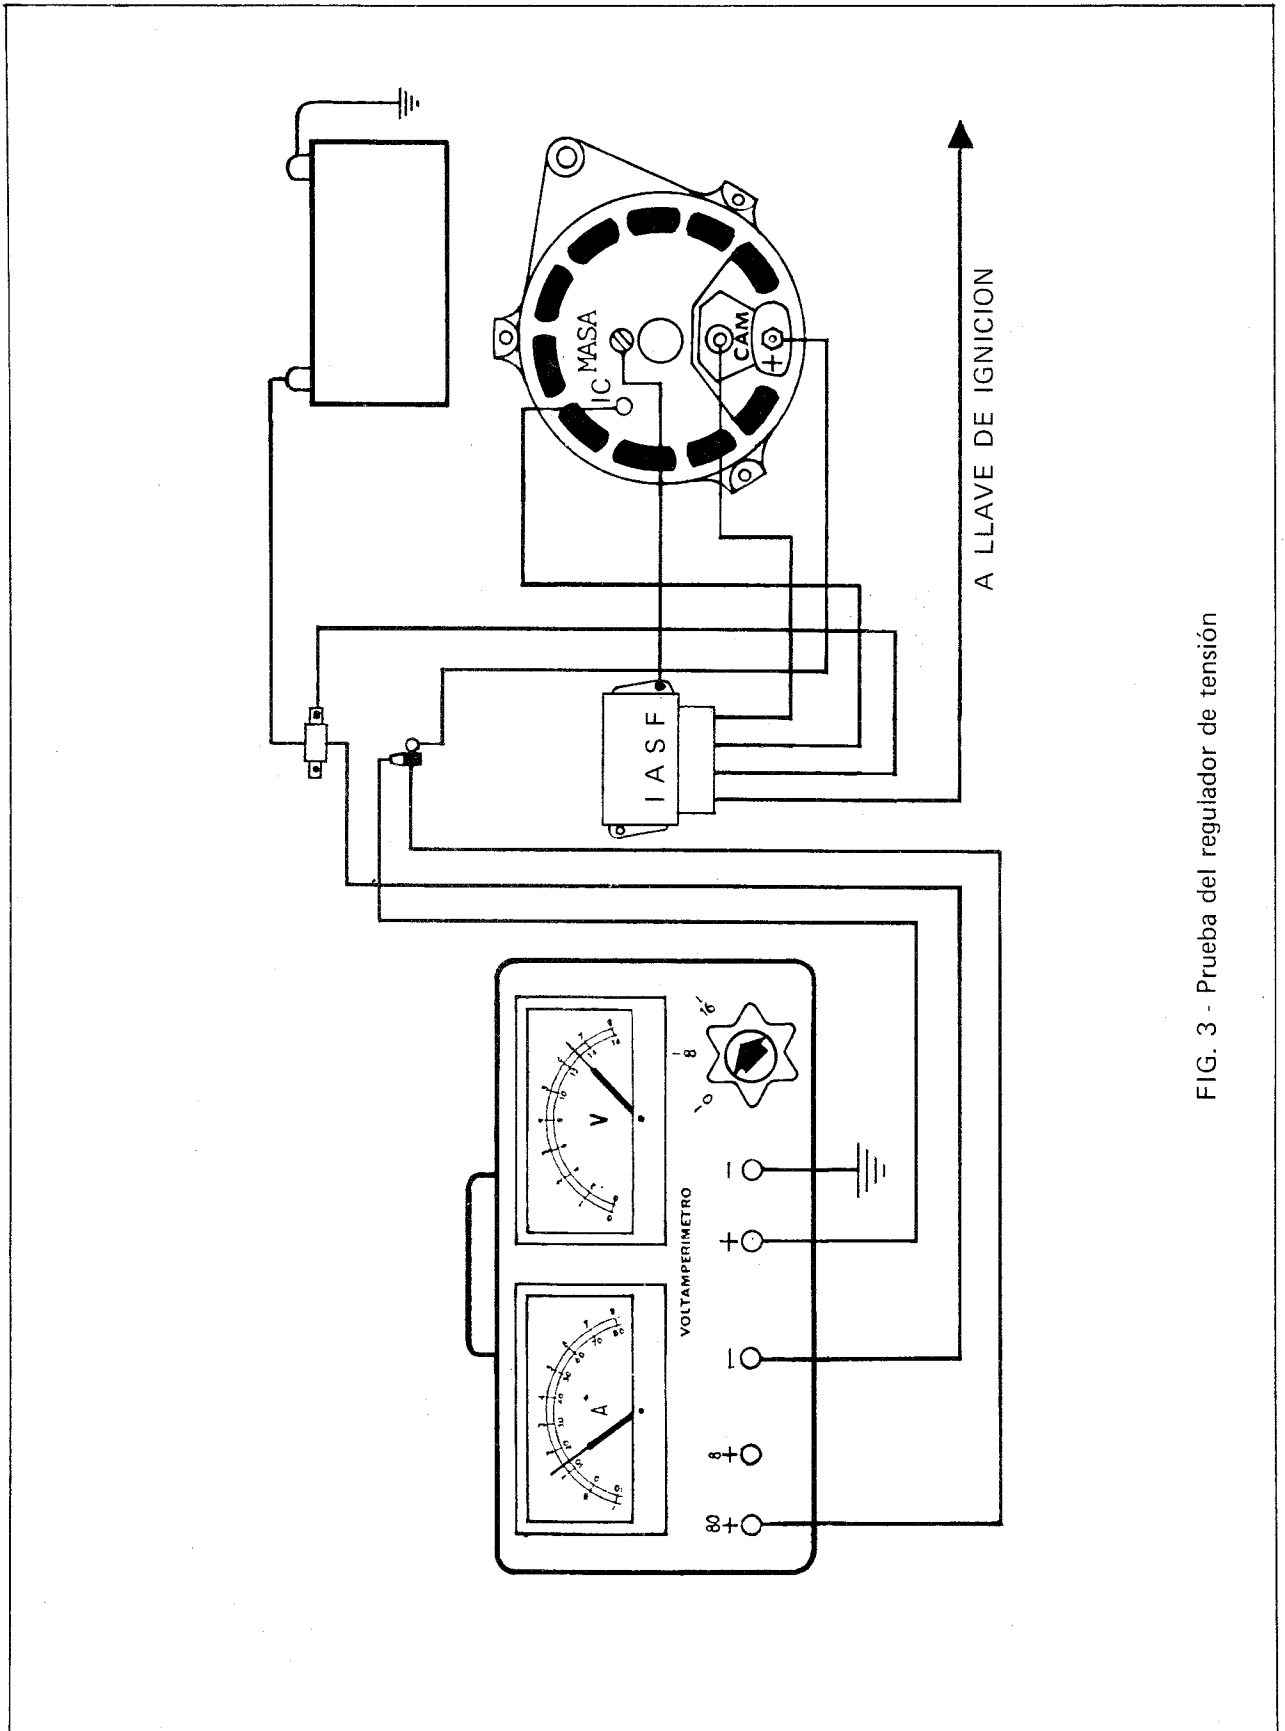 IC MASA
CAM
+
I A S F
A LLAVE DE IGNICION
V
A
VOLTAMPERIMETRO
80 +
8 +
−
+
−
-0
-8
-16
FIG. 3 - Prueba del regulador de tensión